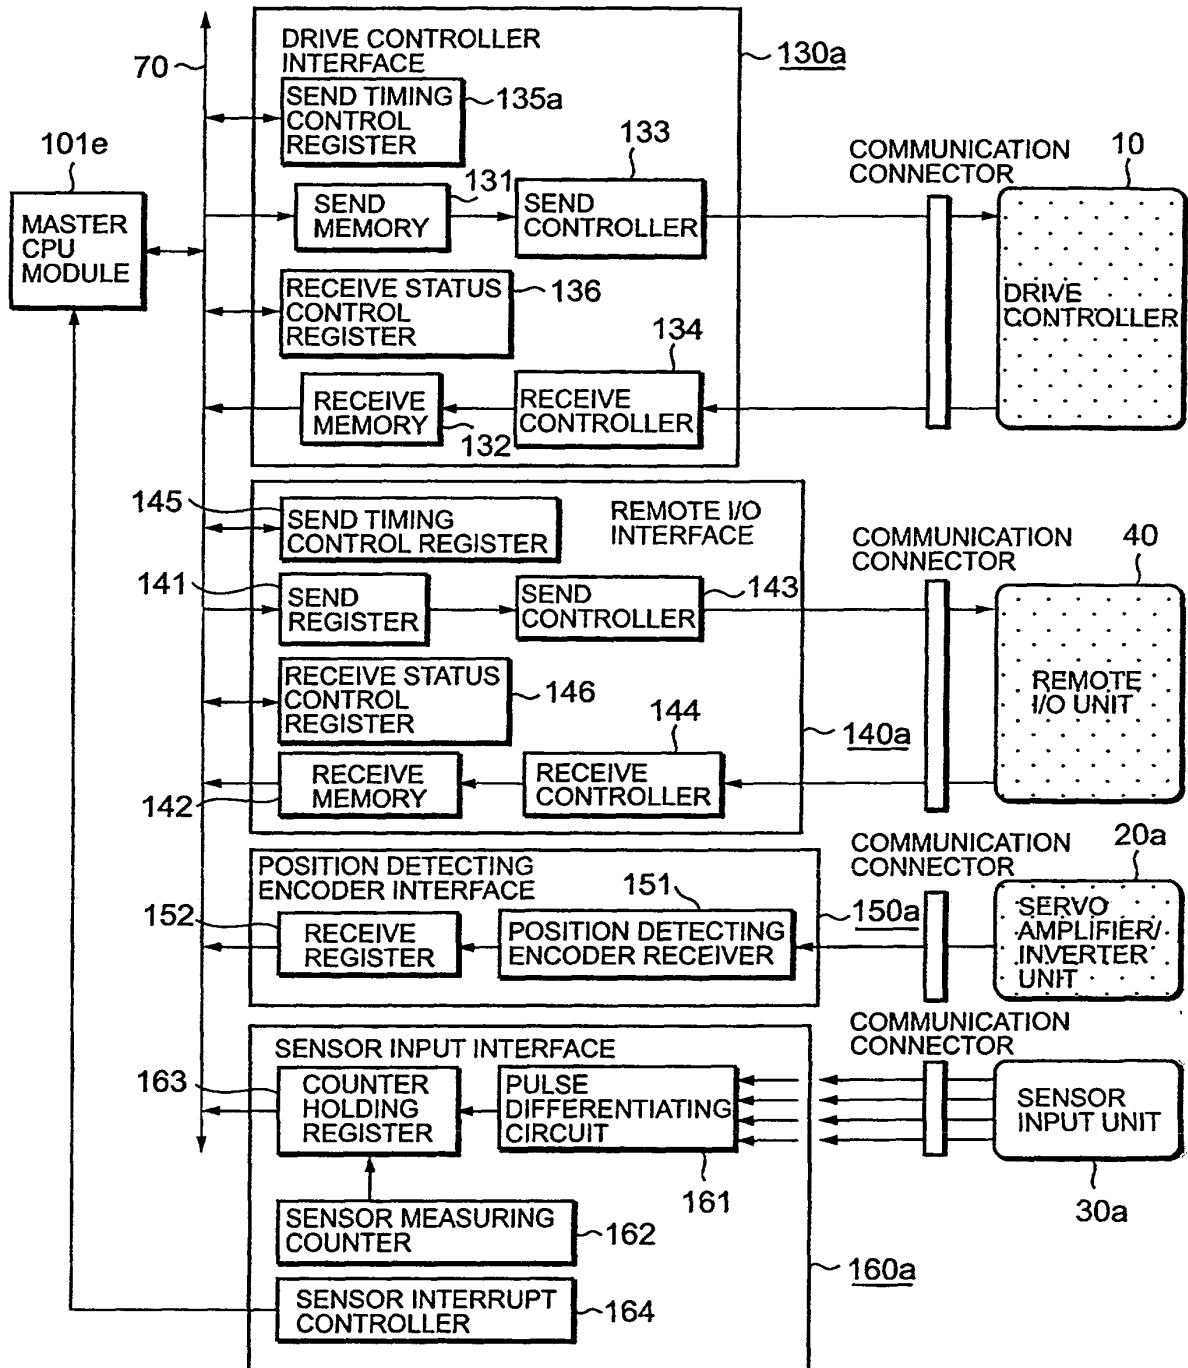 DRIVE CONTROLLER
INTERFACE
130a
70
SEND TIMING
CONTROL
REGISTER
135a
101e
MASTER
CPU
MODULE
131
SEND
MEMORY
133
SEND
CONTROLLER
COMMUNICATION
CONNECTOR
10
DRIVE
CONTROLLER
RECEIVE STATUS
CONTROL
REGISTER
136
134
RECEIVE
MEMORY
132
RECEIVE
CONTROLLER
145
SEND TIMING
CONTROL REGISTER
REMOTE I/O
INTERFACE
COMMUNICATION
CONNECTOR
40
141
SEND
REGISTER
SEND
CONTROLLER
143
REMOTE
I/O UNIT
RECEIVE STATUS
CONTROL
REGISTER
146
144
140a
RECEIVE
MEMORY
142
RECEIVE
CONTROLLER
POSITION DETECTING
ENCODER INTERFACE
COMMUNICATION
CONNECTOR
20a
152
151
150a
RECEIVE
REGISTER
POSITION DETECTING
ENCODER RECEIVER
SERVO
AMPLIFIER/
INVERTER
UNIT
SENSOR INPUT INTERFACE
COMMUNICATION
CONNECTOR
163
COUNTER
HOLDING
REGISTER
PULSE
DIFFERENTIATING
CIRCUIT
161
SENSOR
INPUT UNIT
30a
SENSOR MEASURING
COUNTER
162
160a
SENSOR INTERRUPT
CONTROLLER
164